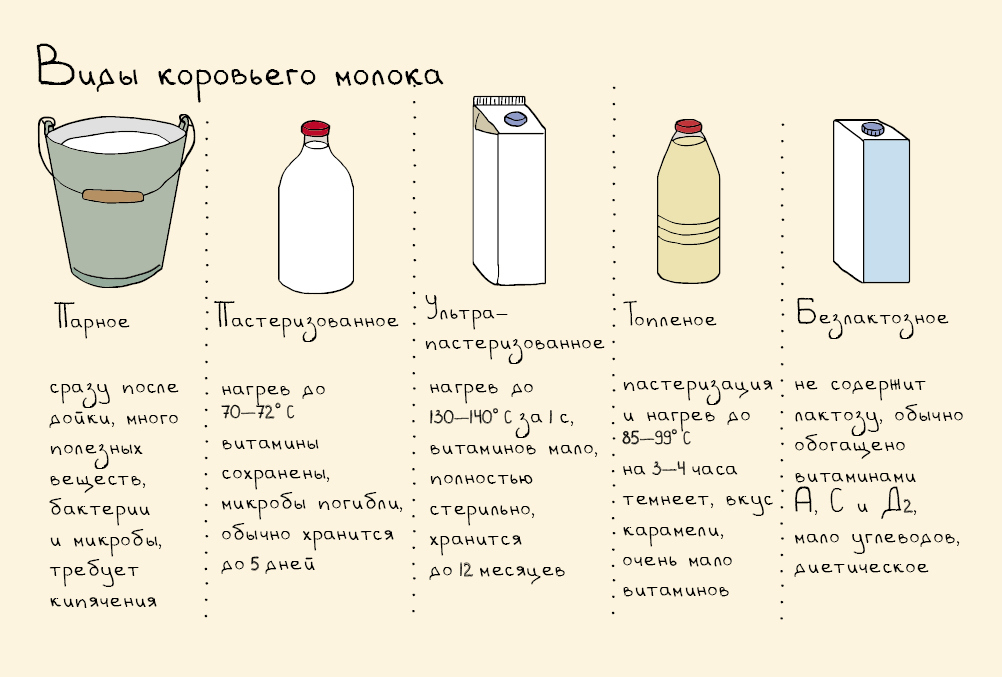 Виды коровьего молока
Парное
сразу после
дойки, много
полезных
веществ,
бактерии
и микробы,
требует
кипячения
Пастеризованное
нагрев до
70—72° С
витамины
сохранены,
микробы погибли,
обычно хранится
до 5 дней
Ультра—
пастеризованное
нагрев до
130—140° С за 1 с,
витаминов мало,
полностью
стерильно,
хранится
до 12 месяцев
Топленое
пастеризация
и нагрев до
85—99° С
на 3—4 часа
темнеет, вкус
карамели,
очень мало
витаминов
Безлактозное
не содержит
лактозу, обычно
обогащено
витаминами
А, С и Д2,
мало углеводов,
диетическое